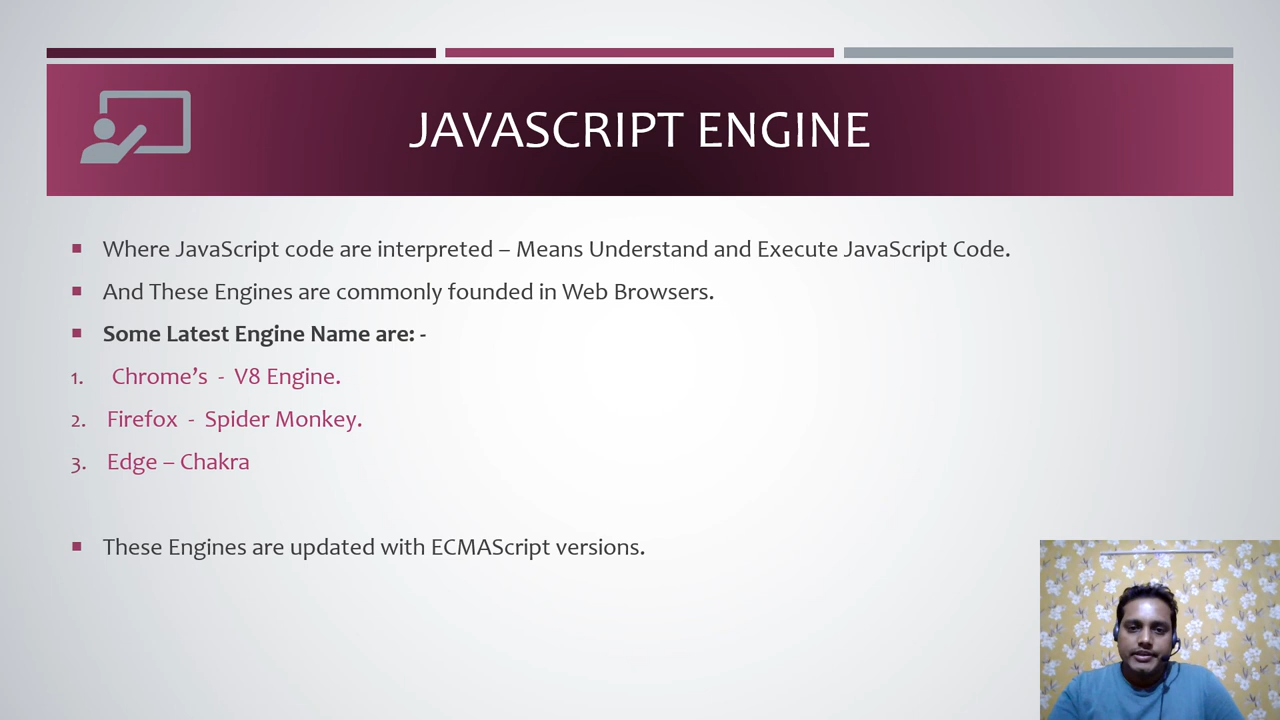 JAVASCRIPT ENGINE
▪ Where JavaScript code are interpreted – Means Understand and Execute JavaScript Code.
▪ And These Engines are commonly founded in Web Browsers.
▪ Some Latest Engine Name are: -
1. Chrome’s - V8 Engine.
2. Firefox - Spider Monkey.
3. Edge – Chakra
▪ These Engines are updated with ECMAScript versions.